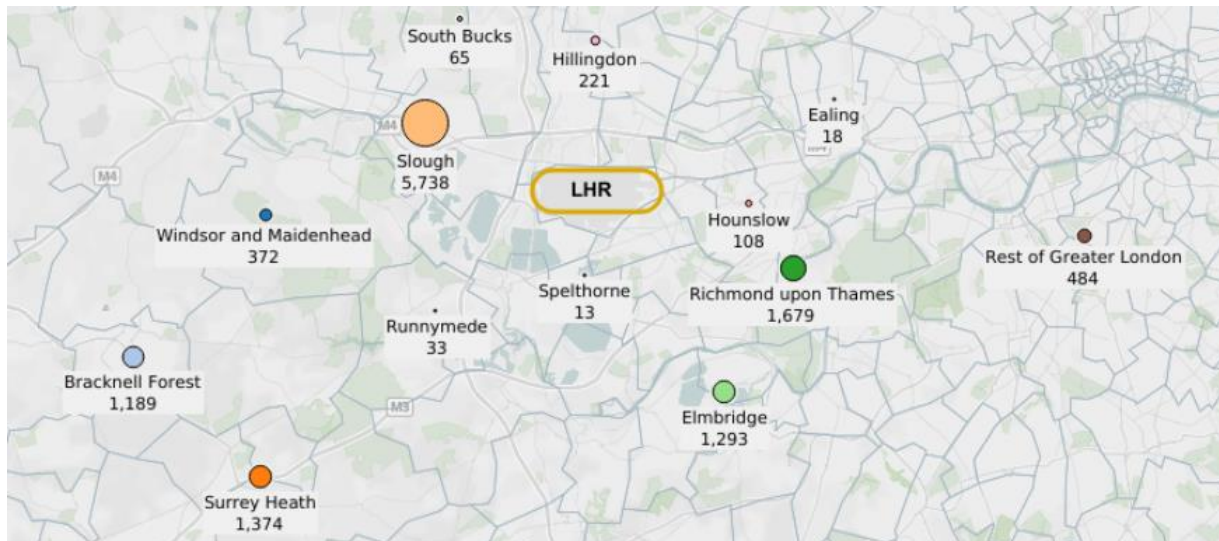 South Bucks
65
Hillingdon
221
Ealing
18
M4
Slough
5,738
LHR
M4
Windsor and Maidenhead
372
Hounslow
108
Rest of Greater London
484
Spelthorne
13
Richmond upon Thames
1,679
Runnymede
33
Bracknell Forest
1,189
M3
Elmbridge
1,293
Surrey Heath
1,374